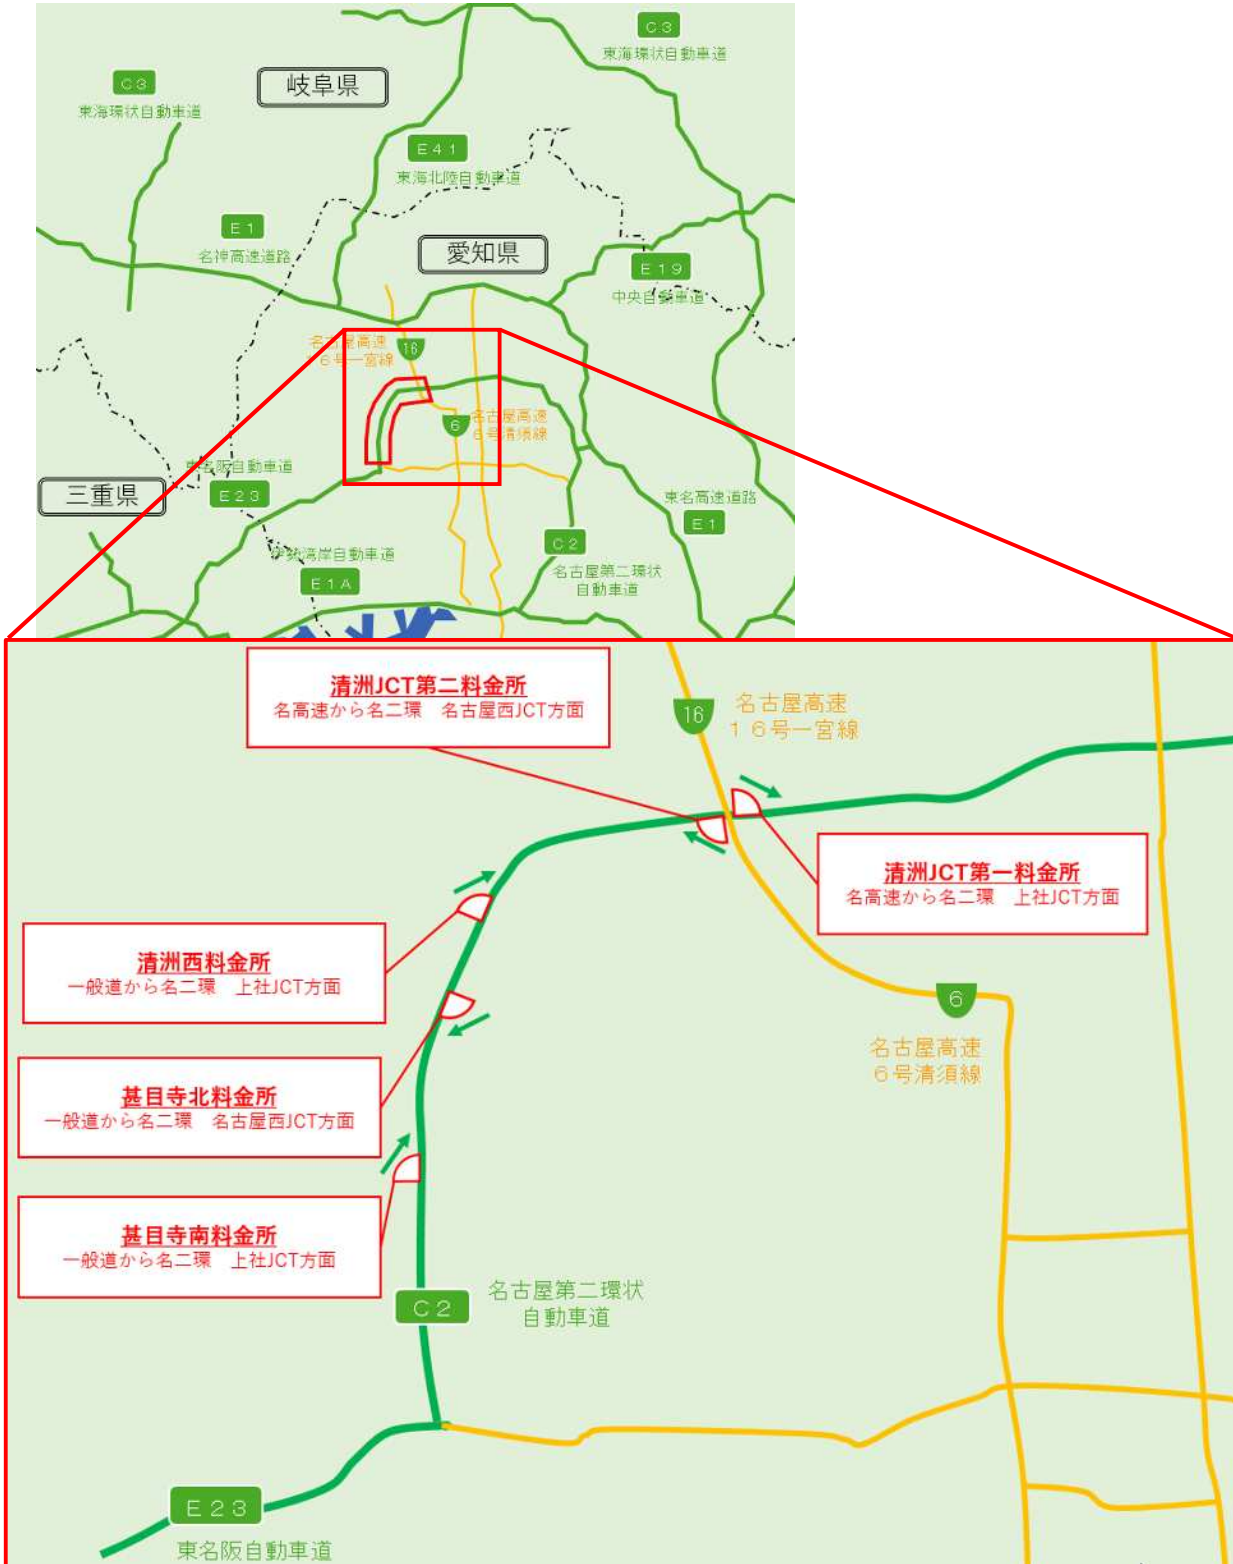 C3
東海環状自動車道
C3
東海環状自動車道
岐阜県
E41
東海北陸自動車道
E1
名神高速道路
愛知県
E19
中央自動車道
名古屋高速
16号一宮線
16
名古屋高速
6号清須線
6
東名阪自動車道
E23
三重県
東名高速道路
E1
C2
名古屋第二環状
自動車道
伊勢湾岸自動車道
E1A
清洲JCT第二料金所
名高速から名二環　名古屋西JCT方面
16
名古屋高速
16号一宮線
清洲JCT第一料金所
名高速から名二環　上社JCT方面
清洲西料金所
一般道から名二環　上社JCT方面
6
名古屋高速
6号清須線
甚目寺北料金所
一般道から名二環　名古屋西JCT方面
甚目寺南料金所
一般道から名二環　上社JCT方面
C2
名古屋第二環状
自動車道
E23
東名阪自動車道